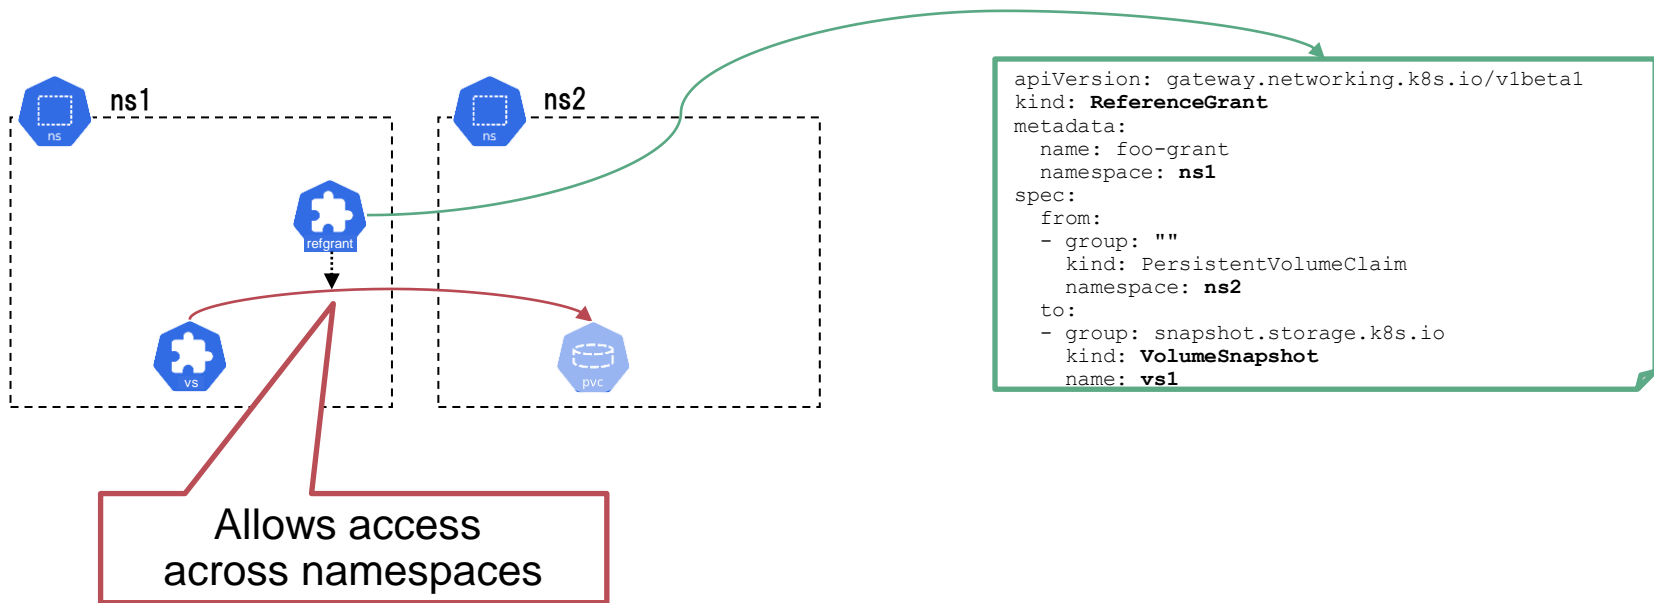 ns1
ns
ns2
ns
refgrant
vs
pvc
Allows access
across namespaces
apiVersion: gateway.networking.k8s.io/v1beta1
kind: ReferenceGrant
metadata:
  name: foo-grant
  namespace: ns1
spec:
  from:
  - group: ""
    kind: PersistentVolumeClaim
    namespace: ns2
  to:
  - group: snapshot.storage.k8s.io
    kind: VolumeSnapshot
    name: vs1